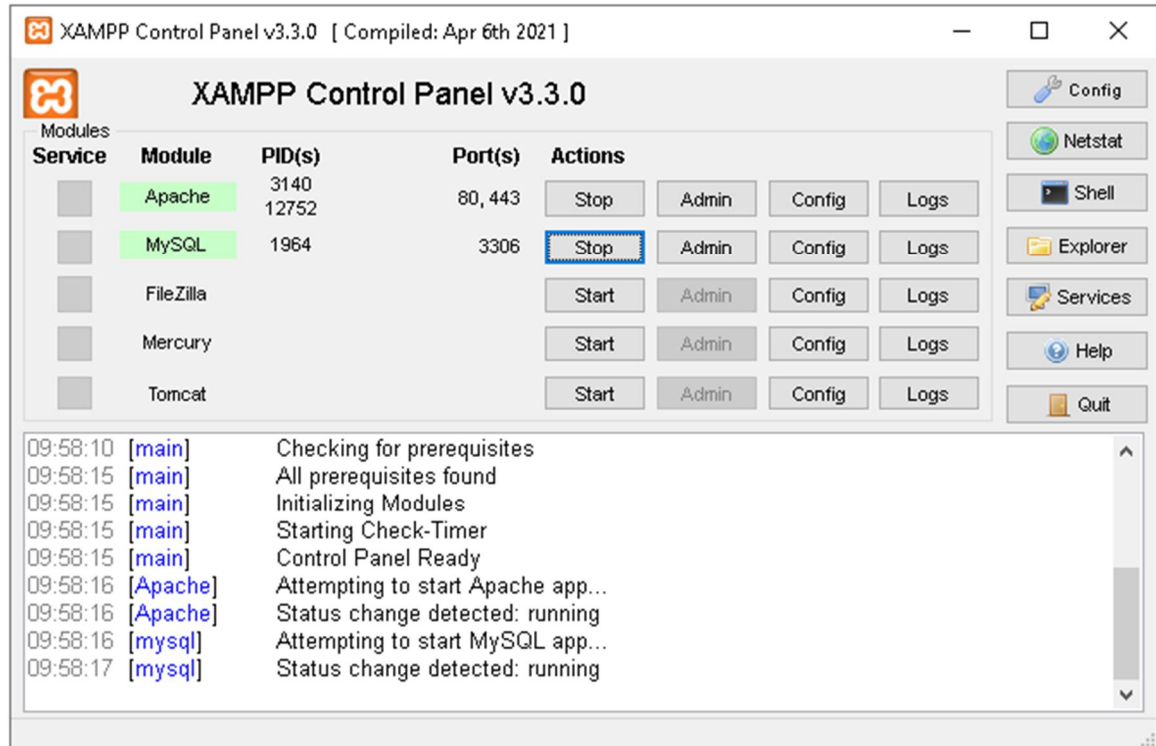 XAMPP Control Panel v3.3.0 [ Compiled: Apr 6th 2021 ]
XAMPP Control Panel v3.3.0
Config
Modules
Service Module PID(s) Port(s) Actions
Netstat
Apache 3140 12752 80, 443 Stop Admin Config Logs
Shell
MySQL 1964 3306 Stop Admin Config Logs
Explorer
FileZilla Start Admin Config Logs
Services
Mercury Start Admin Config Logs
Help
Tomcat Start Admin Config Logs
Quit
09:58:10 [main] Checking for prerequisites
09:58:15 [main] All prerequisites found
09:58:15 [main] Initializing Modules
09:58:15 [main] Starting Check-Timer
09:58:15 [main] Control Panel Ready
09:58:16 [Apache] Attempting to start Apache app...
09:58:16 [Apache] Status change detected: running
09:58:16 [mysql] Attempting to start MySQL app...
09:58:17 [mysql] Status change detected: running